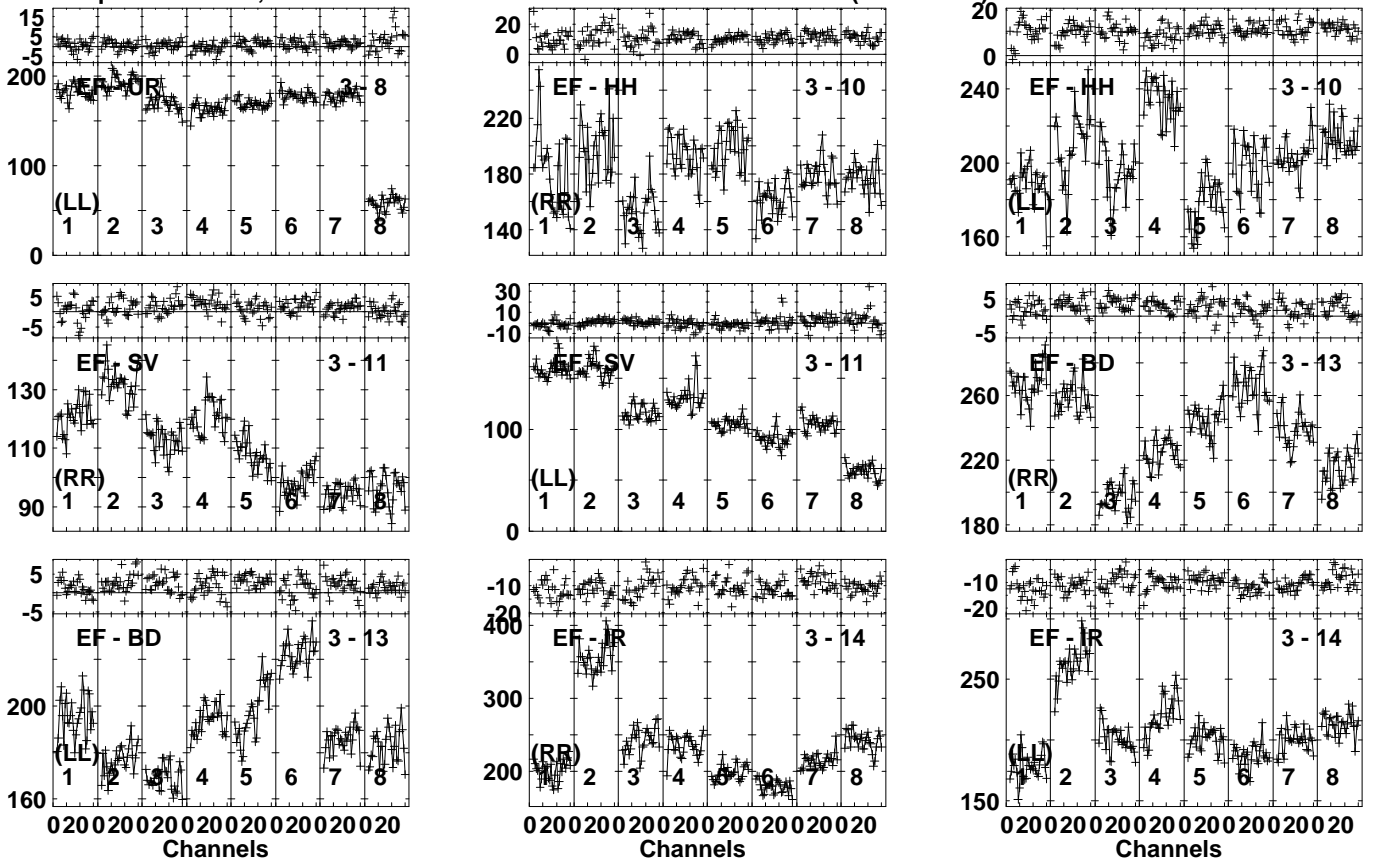 15 5 -5 20 10 0 20 0
200 100 0 EF - UR 3 - 8 (LL) 1 2 3 4 5 6 7 8
220 180 140 EF - HH 3 - 10 (RR) 1 2 3 4 5 6 7 8
240 200 160 EF - HH 3 - 10 (LL) 1 2 3 4 5 6 7 8
5 -5 30 10 -10 5 -5
130 110 90 EF - SV 3 - 11 (RR) 1 2 3 4 5 6 7 8
100 0 EF - SV 3 - 11 (LL) 1 2 3 4 5 6 7 8
260 220 180 EF - BD 3 - 13 (RR) 1 2 3 4 5 6 7 8
5 -5 -10 -20 -10 -20
200 160 EF - BD 3 - 13 (LL) 1 2 3 4 5 6 7 8
400 300 200 EF - IR 3 - 14 (RR) 1 2 3 4 5 6 7 8
250 150 EF - IR 3 - 14 (LL) 1 2 3 4 5 6 7 8
0 20 0 20 0 20 0 20 0 20 0 20 0 20 0 20
0 20 0 20 0 20 0 20 0 20 0 20 0 20 0 20
0 20 0 20 0 20 0 20 0 20 0 20 0 20 0 20
Channels Channels Channels